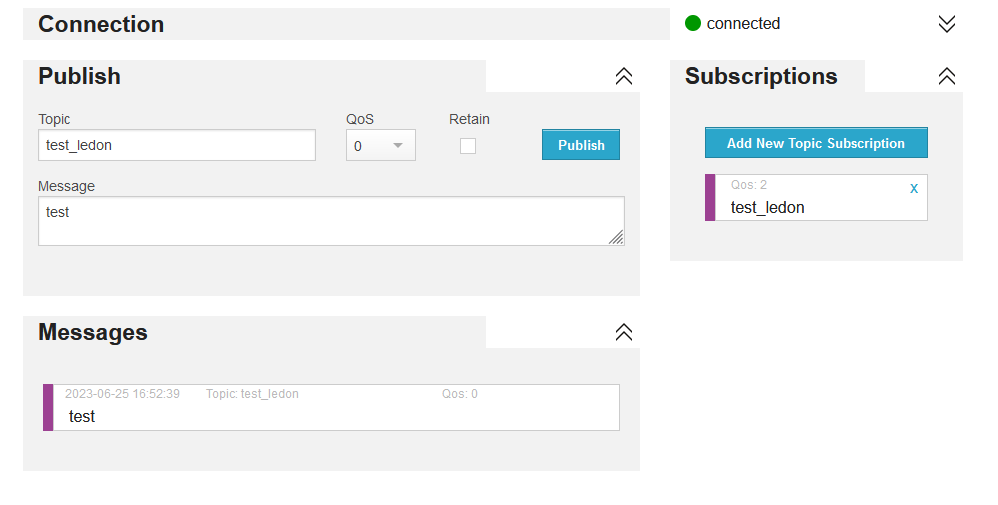 Connection
connected
Publish
Subscriptions
Topic QoS Retain
test_ledon 0 Publish
Message
test
Add New Topic Subscription
Qos: 2 x
test_ledon
Messages
2023-06-25 16:52:39 Topic: test_ledon Qos: 0
test